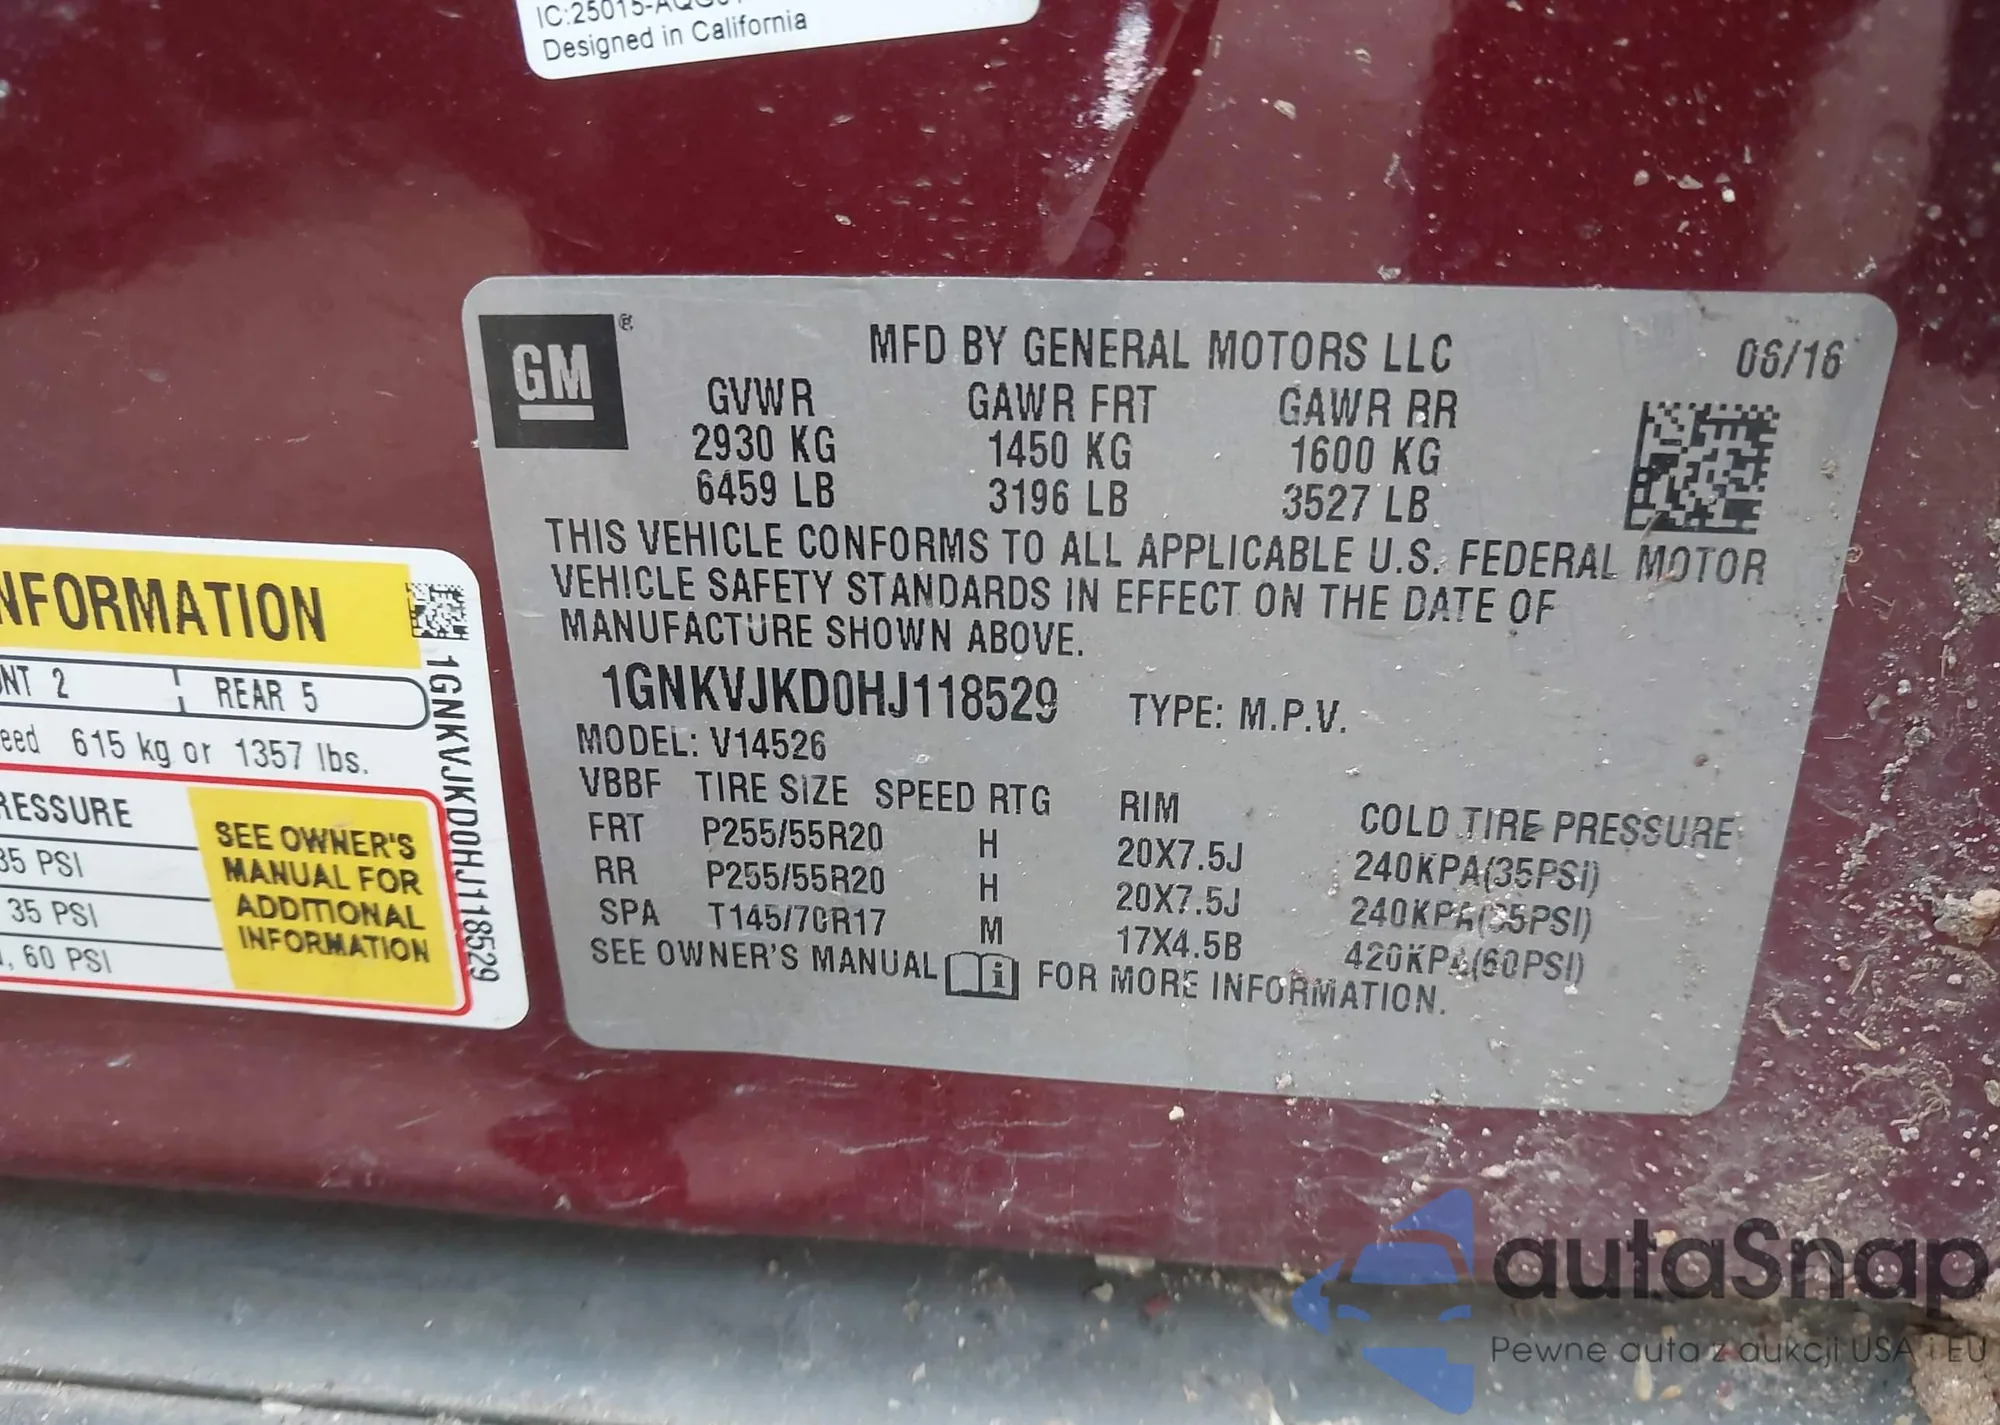 Designed in California
GM ®
MFD BY GENERAL MOTORS LLC
06/16
GVWR GAWR FRT GAWR RR
2930 KG 1450 KG 1600 KG
6459 LB 3196 LB 3527 LB
THIS VEHICLE CONFORMS TO ALL APPLICABLE U.S. FEDERAL MOTOR
VEHICLE SAFETY STANDARDS IN EFFECT ON THE DATE OF
MANUFACTURE SHOWN ABOVE.
1GNKVJKD0HJ118529 TYPE: M.P.V.
MODEL: V14526
VBBF TIRE SIZE SPEED RTG RIM COLD TIRE PRESSURE
FRT P255/55R20 H 20X7.5J 240KPA(35PSI)
RR P255/55R20 H 20X7.5J 240KPA(35PSI)
SPA T145/70R17 M 17X4.5B 420KPA(60PSI)
SEE OWNER'S MANUAL i FOR MORE INFORMATION.
NFORMATION
NT 2 REAR 5
eed 615 kg or 1357 lbs.
RESSURE
35 PSI
35 PSI
, 60 PSI
SEE OWNER'S
MANUAL FOR
ADDITIONAL
INFORMATION
1GNKVJKD0HJ118529
autaSnap
Pewne auta z aukcji USA i EU